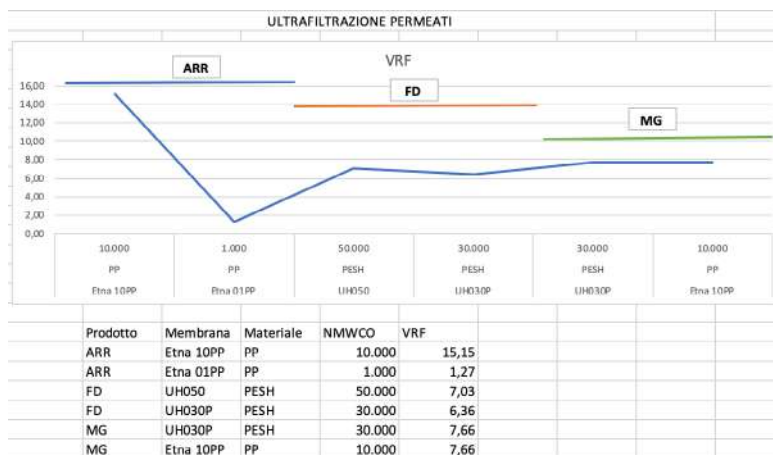 ULTRAFILTRAZIONE PERMEATI
VRF
ARR
FD
MG
16,00
14,00
12,00
10,00
8,00
6,00
4,00
2,00
0,00
10.000 1.000 50.000 30.000 30.000 10.000
PP PP PESH PESH PESH PP
Etna 10PP Etna 01PP UH050 UH030P UH030P Etna 10PP
Prodotto Membrana Materiale NMWCO VRF
ARR Etna 10PP PP 10.000 15,15
ARR Etna 01PP PP 1.000 1,27
FD UH050 PESH 50.000 7,03
FD UH030P PESH 30.000 6,36
MG UH030P PESH 30.000 7,66
MG Etna 10PP PP 10.000 7,66